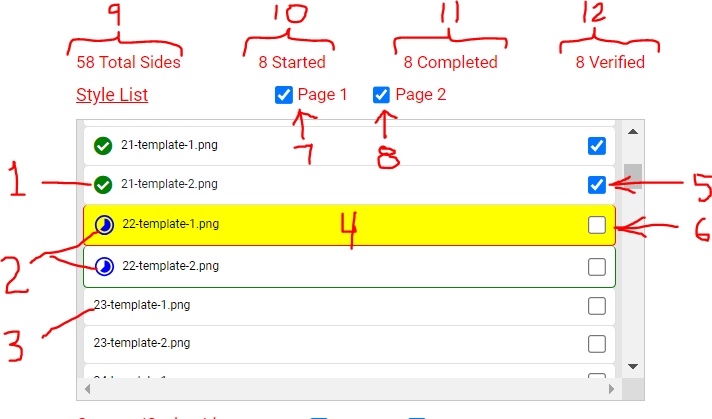 9 10 11 12
58 Total Sides 8 Started 8 Completed 8 Verified
Style List Page 1 Page 2
7 8
21-template-1.png
1 21-template-2.png 5
22-template-1.png 4 6
2 22-template-2.png
23-template-1.png
3 23-template-2.png